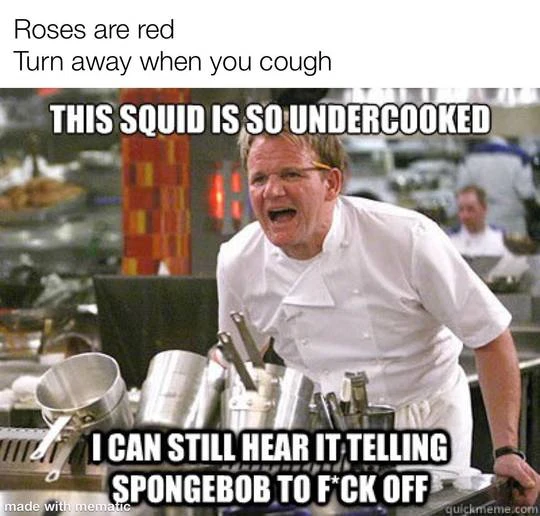 Roses are red
Turn away when you cough
THIS SQUID IS SO UNDERCOOKED
I CAN STILL HEAR IT TELLING
SPONGEBOB TO F*CK OFF
made with mematic
quickmeme.com